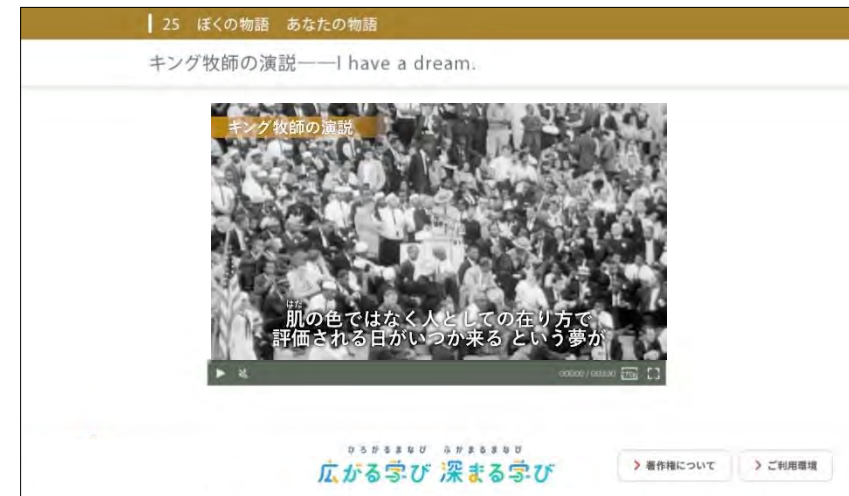 25 ぼくの物語 あなたの物語
キング牧師の演説――I have a dream.
キング牧師の演説
はだ
肌の色ではなく人としての在り方で
評価される日がいつか来る という夢が
ひろがるまなび ふかまるまなび
広がる学び 深まる学び
著作権について
ご利用環境